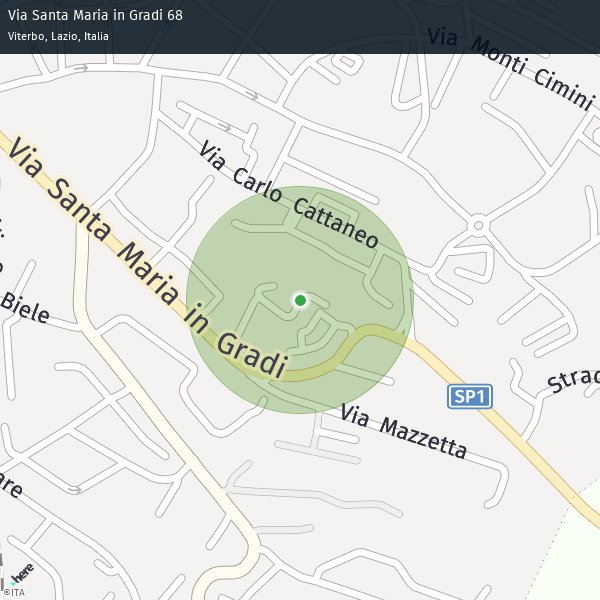 Via Santa Maria in Gradi 68
Viterbo, Lazio, Italia
Via Monti Cimini
Via Carlo Cattaneo
Via Santa Maria in Gradi
Biele
SP1
Strad
Via Mazzetta
are
here
©ITA